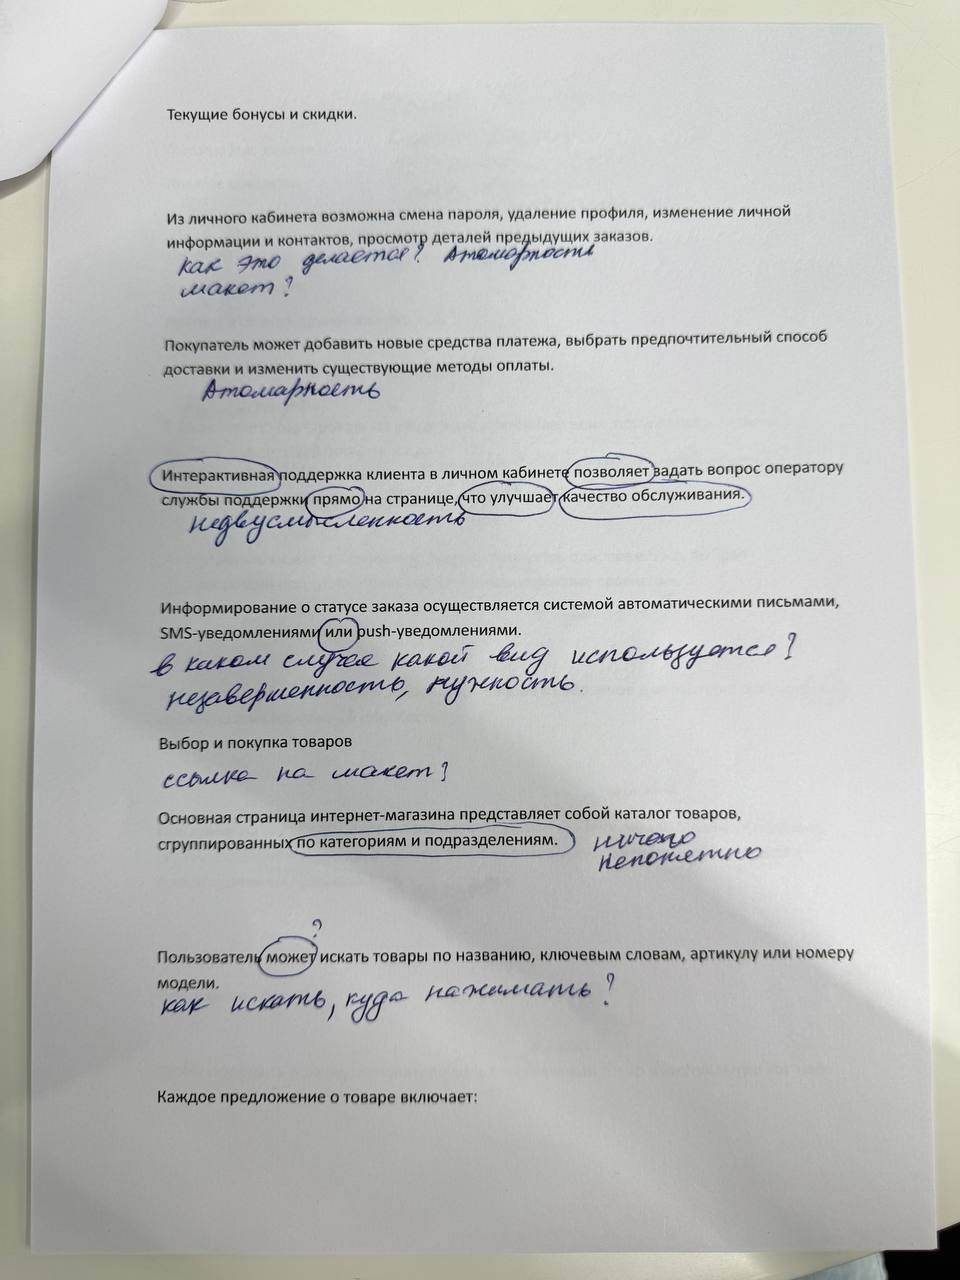 Текущие бонусы и скидки.
Из личного кабинета возможна смена пароля, удаление профиля, изменение личной
информации и контактов, просмотр деталей предыдущих заказов.
как это делается? Атомарность
макет?
Покупатель может добавить новые средства платежа, выбрать предпочтительный способ
доставки и изменить существующие методы оплаты.
Атомарность
Интерактивная поддержка клиента в личном кабинете позволяет задать вопрос оператору
службы поддержки прямо на странице, что улучшает качество обслуживания.
недвусмысленность
Информирование о статусе заказа осуществляется системой автоматическими письмами,
SMS-уведомлениями или push-уведомлениями.
в каком случае какой вид используется?
незавершенность, нужность.
Выбор и покупка товаров
ссылка на макет?
Основная страница интернет-магазина представляет собой каталог товаров,
сгруппированных по категориям и подразделениям.
ничего
непонятно
?
Пользователь может искать товары по названию, ключевым словам, артикулу или номеру
модели.
как искать, куда нажимать?
Каждое предложение о товаре включает: